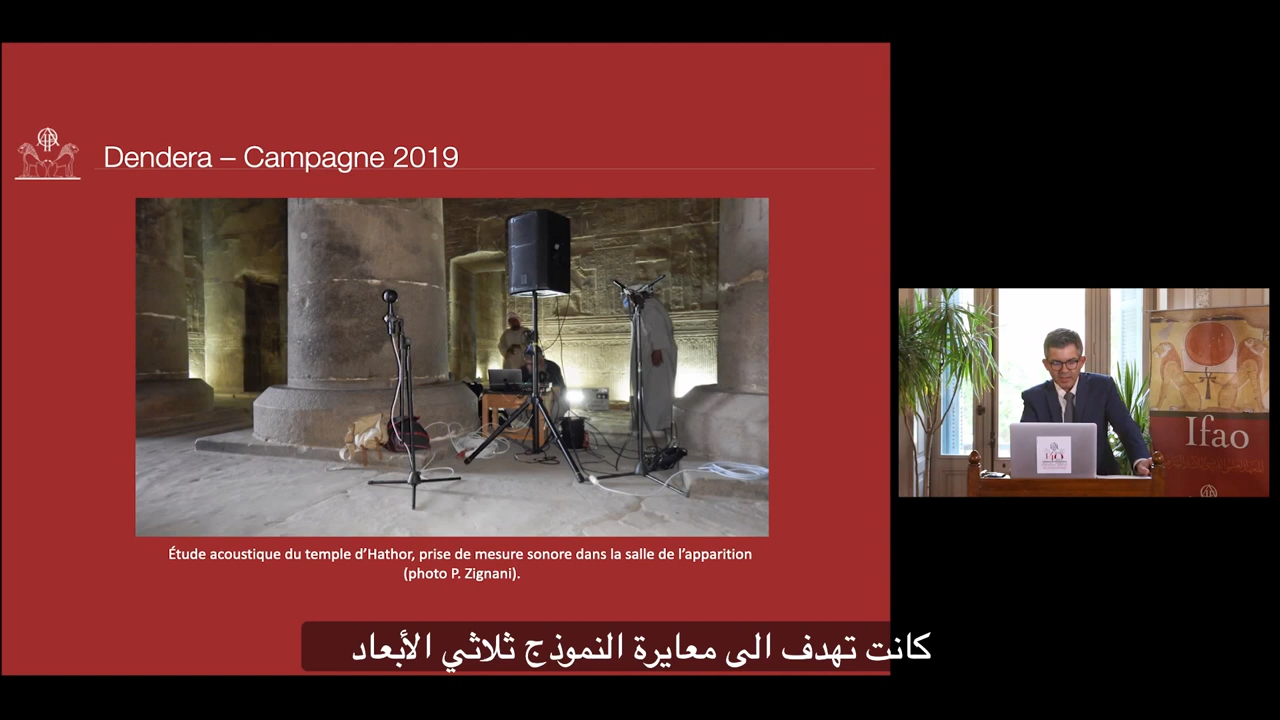 Dendera – Campagne 2019
Étude acoustique du temple d’Hathor, prise de mesure sonore dans la salle de l’apparition
(photo P. Zignani).
Ifao
كانت تهدف الى معايرة النموذج ثلاثي الأبعاد